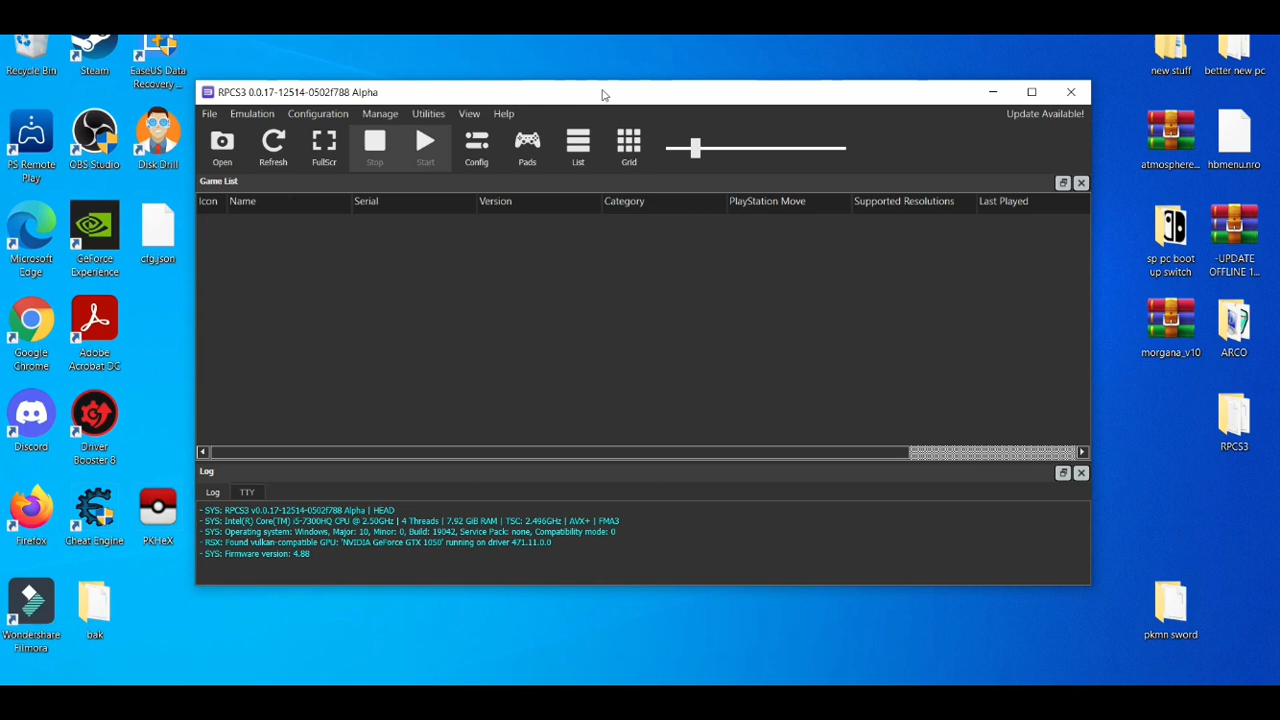 Recycle Bin
Steam
EaseUS Data
Recovery ...
new stuff
better new pc
RPCS3 0.0.17-12514-0502f788 Alpha
File Emulation Configuration Manage Utilities View Help Update Available!
Open Refresh FullScr Stop Start Config Pads List Grid
Game List
Icon Name Serial Version Category PlayStation Move Supported Resolutions Last Played
PS Remote
Play
OBS Studio
Disk Drill
atmosphere...
hbmenu.nro
Microsoft
Edge
GeForce
Experience
cfg.json
sp pc boot
up switch
-UPDATE
OFFLINE 1...
Google
Chrome
Adobe
Acrobat DC
morgana_v10
ARCO
Discord
Driver
Booster 8
RPCS3
Log
Log TTY
- SYS: RPCS3 v0.0.17-12514-0502f788 Alpha | HEAD
- SYS: Intel(R) Core(TM) i5-7300HQ CPU @ 2.50GHz | 4 Threads | 7.92 GiB RAM | TSC: 2.496GHz | AVX+ | FMA3
- SYS: Operating system: Windows, Major: 10, Minor: 0, Build: 19042, Service Pack: none, Compatibility mode: 0
- RSX: Found vulkan-compatible GPU: 'NVIDIA GeForce GTX 1050' running on driver 471.11.0.0
- SYS: Firmware version: 4.88
Firefox
Cheat Engine
PKHeX
Wondershare
Filmora
bak
pkmn sword